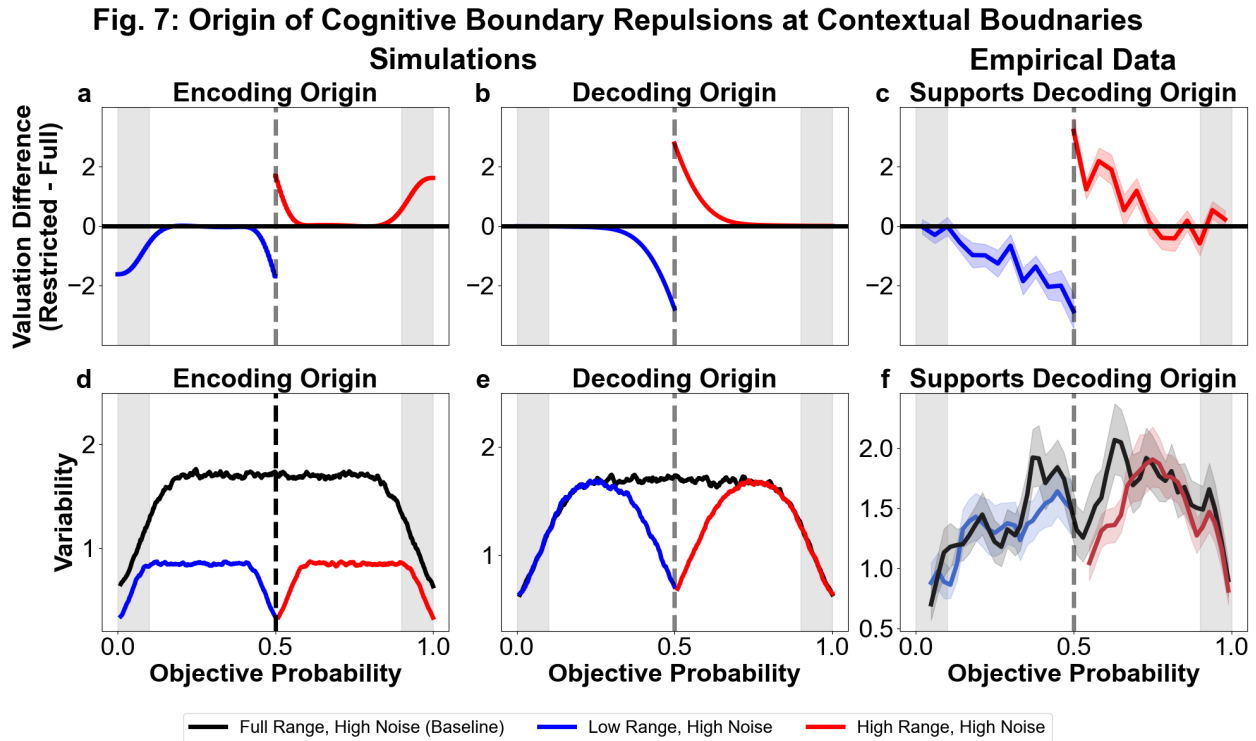 Fig. 7: Origin of Cognitive Boundary Repulsions at Contextual Boudnaries
Simulations
Empirical Data
a Encoding Origin
b Decoding Origin
c Supports Decoding Origin
Valuation Difference
(Restricted - Full)
2
0
−2
2
0
−2
2
0
−2
d Encoding Origin
e Decoding Origin
f Supports Decoding Origin
Variability
2
1
2
1
2.0
1.5
1.0
0.5
0.0 0.5 1.0
0.0 0.5 1.0
0.0 0.5 1.0
Objective Probability
Objective Probability
Objective Probability
Full Range, High Noise (Baseline)
Low Range, High Noise
High Range, High Noise